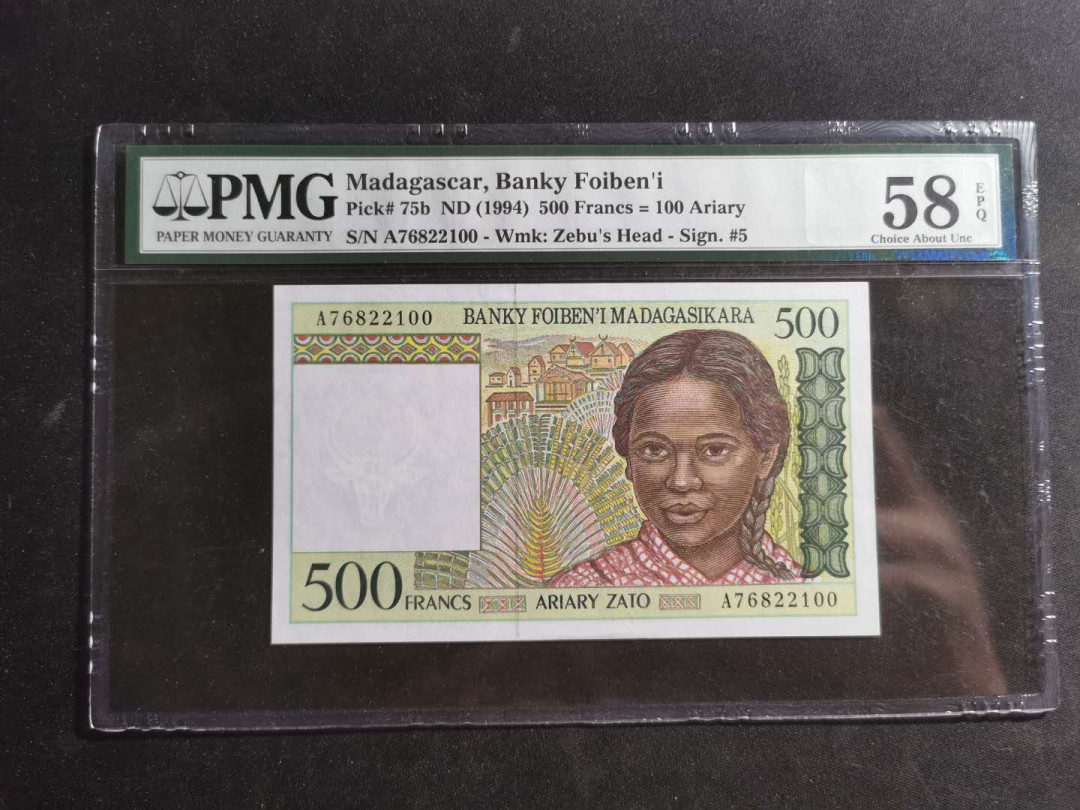 PMG
PAPER MONEY GUARANTY
Madagascar, Banky Foiben'i
Pick# 75b ND (1994) 500 Francs = 100 Ariary
S/N A76822100 - Wmk: Zebu's Head - Sign. #5
58
EPQ
Choice About Unc
A76822100 BANKY FOIBEN'I MADAGASIKARA 500
500 FRANCS ARIARY ZATO A76822100